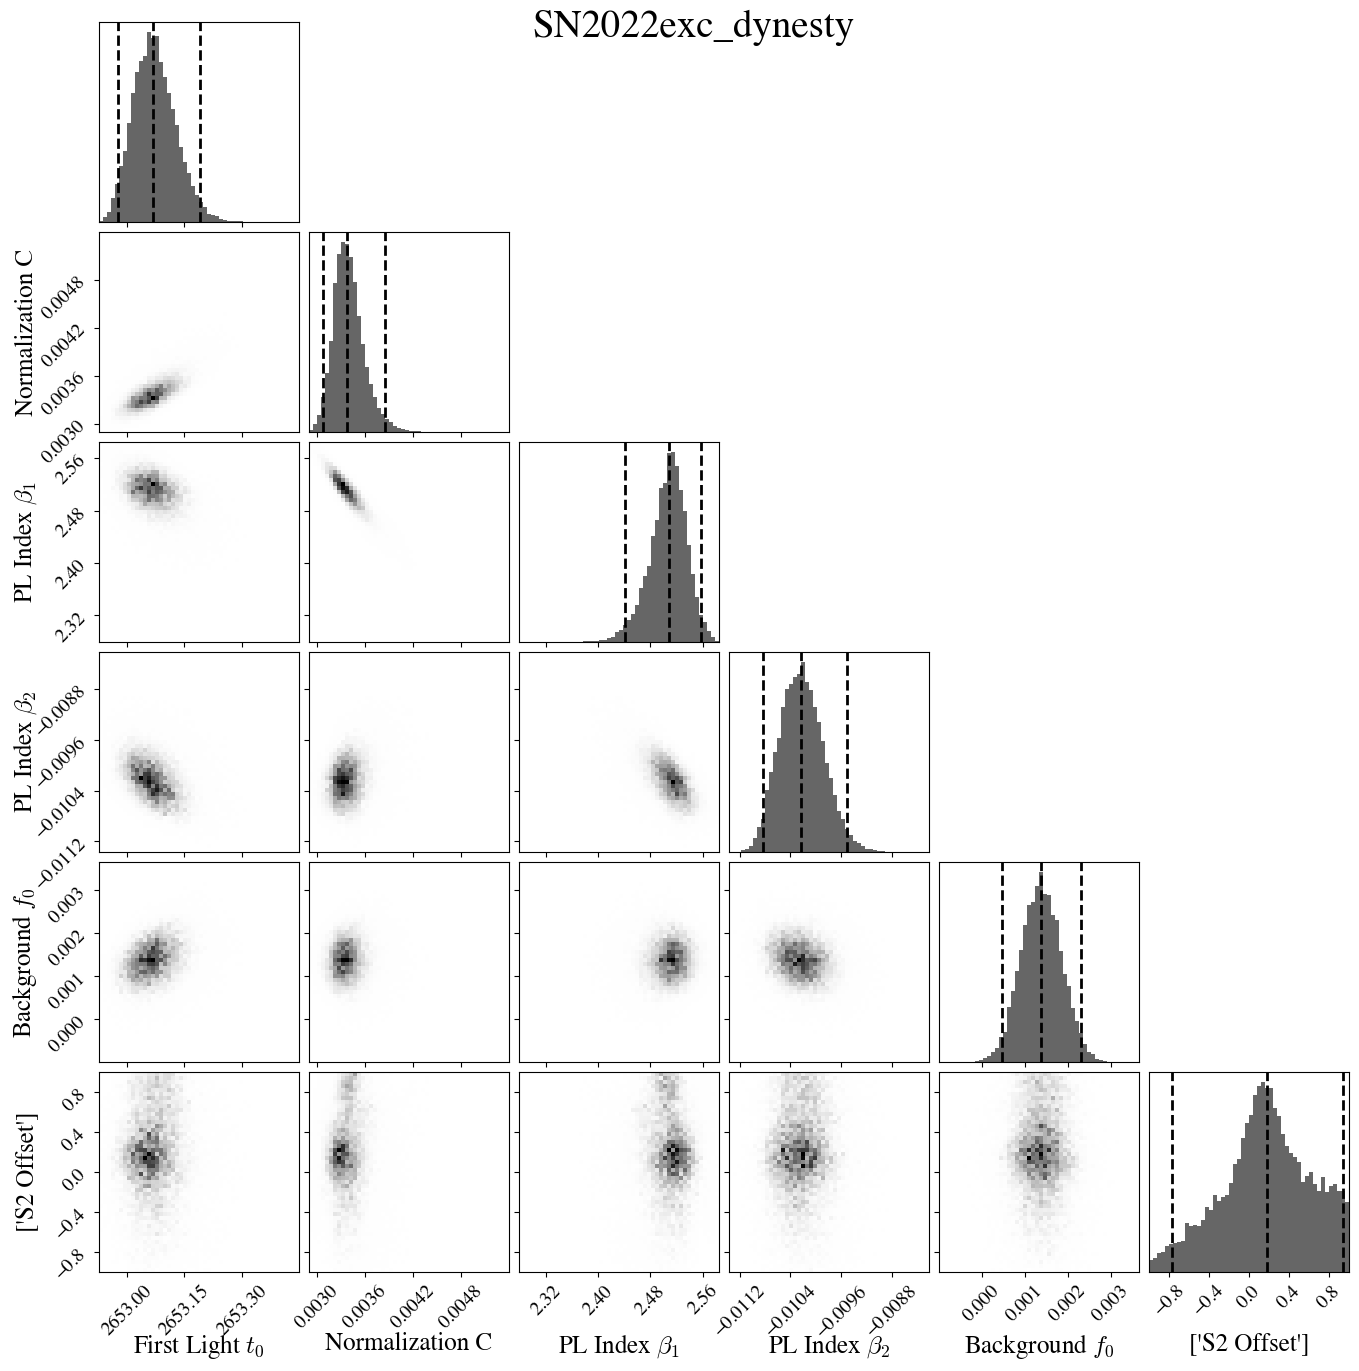 SN2022exc_dynesty
Normalization C
0.0048
0.0042
0.0036
0.0030
PL Index β₁
2.56
2.48
2.40
2.32
PL Index β₂
−0.0088
−0.0096
−0.0104
−0.0112
Background f₀
0.003
0.002
0.001
0.000
['S2 Offset']
0.8
0.4
0.0
−0.4
−0.8
2653.00 2653.15 2653.30
0.0030 0.0036 0.0042 0.0048
2.32 2.40 2.48 2.56
−0.0112 −0.0104 −0.0096 −0.0088
0.000 0.001 0.002 0.003
−0.8 −0.4 0.0 0.4 0.8
First Light t₀ Normalization C PL Index β₁ PL Index β₂ Background f₀ ['S2 Offset']